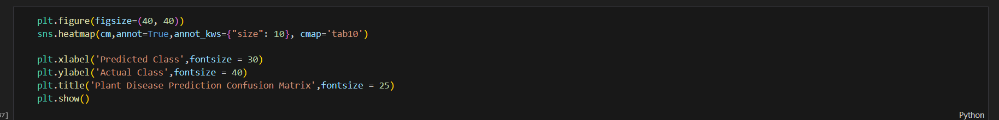 plt.figure(figsize=(40, 40))
sns.heatmap(cm,annot=True,annot_kws={"size": 10}, cmap='tab10')
plt.xlabel('Predicted Class',fontsize = 30)
plt.ylabel('Actual Class',fontsize = 40)
plt.title('Plant Disease Prediction Confusion Matrix',fontsize = 25)
plt.show()
37]
Python